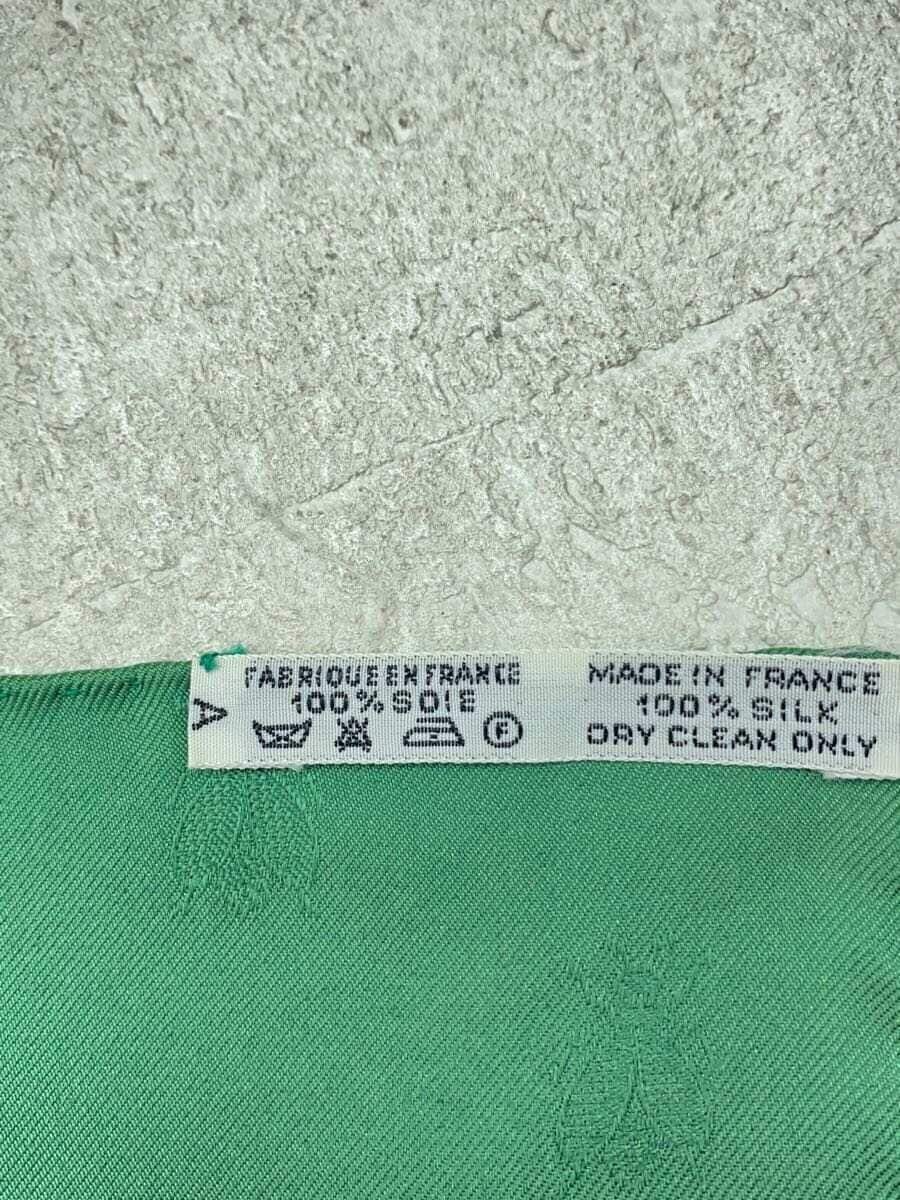 FABRIQUE EN FRANCE
100% SOIE
F
A
MADE IN FRANCE
100% SILK
DRY CLEAN ONLY